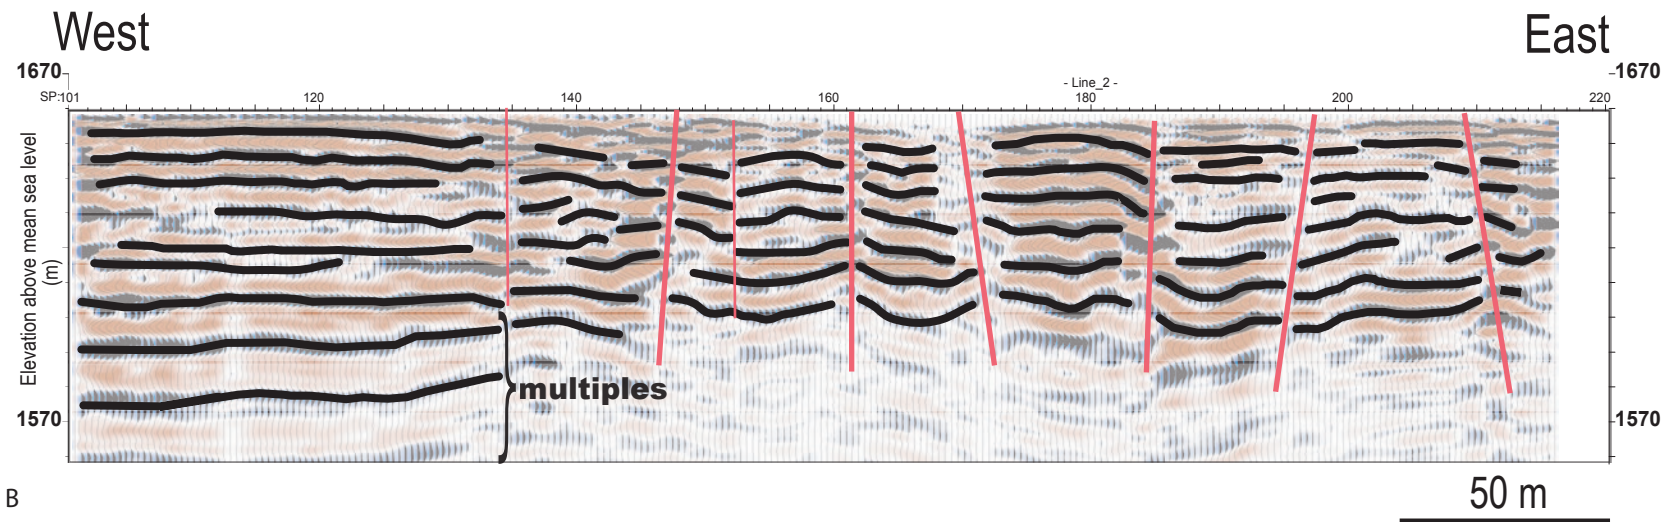 West East
1670 1670
- Line_2 -
SP:101 120 140 160 180 200 220
Elevation above mean sea level
(m)
multiples
1570 1570
B
50 m